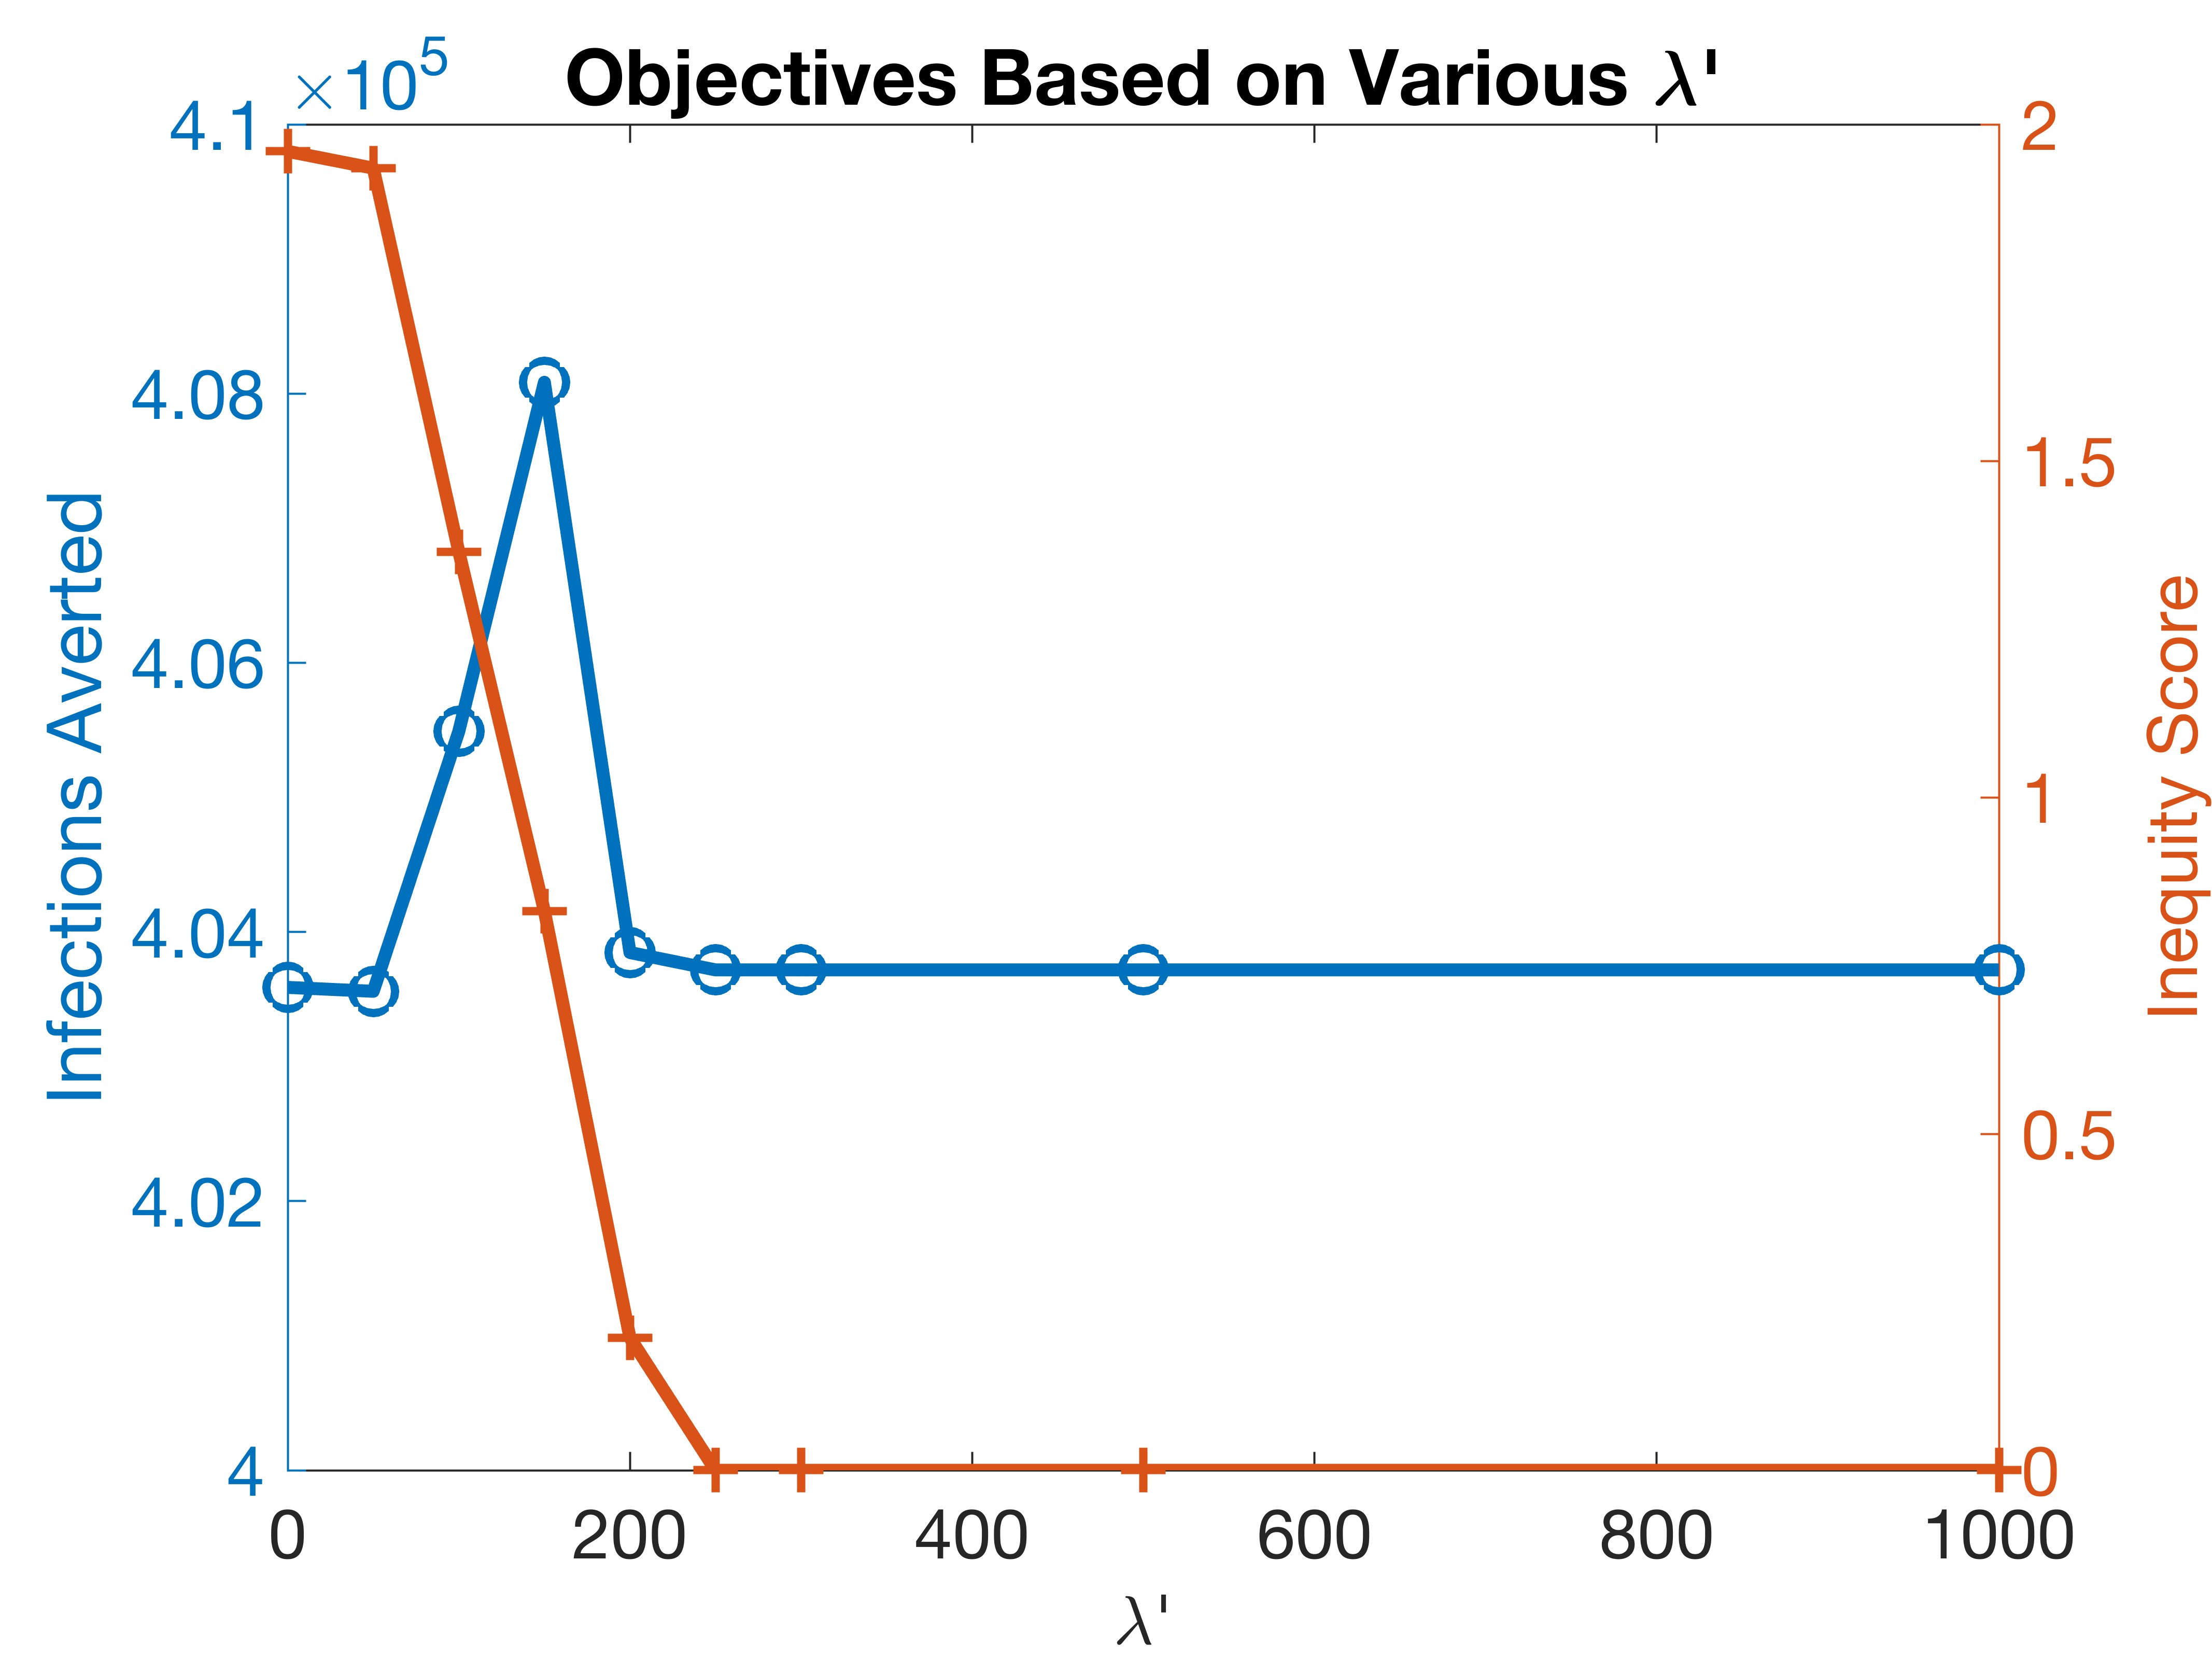 Objectives Based on Various λ'
×10^5
4.1
4.08
4.06
4.04
4.02
4
Infections Averted
2
1.5
1
0.5
0
Inequity Score
0 200 400 600 800 1000
λ'